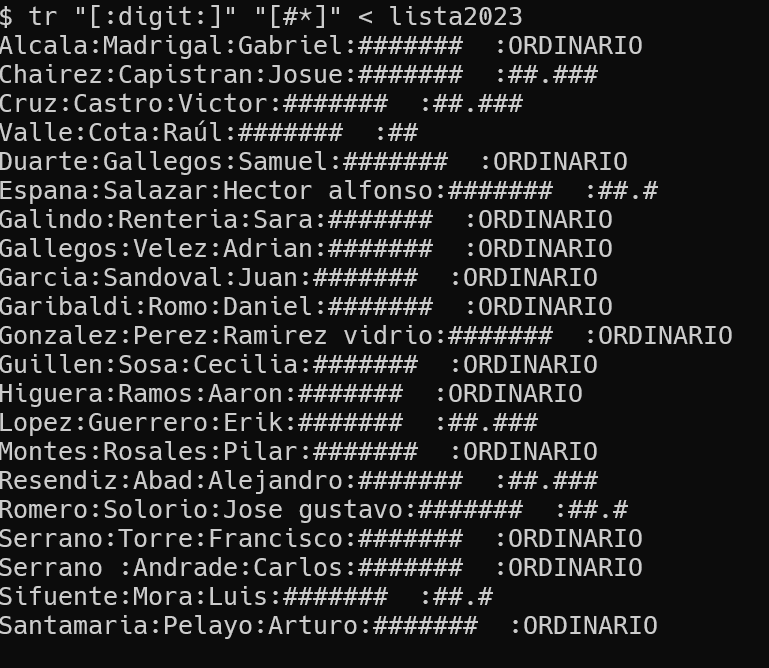 $ tr "[:digit:]" "[#*]" < lista2023
Alcala:Madrigal:Gabriel:#######  :ORDINARIO
Chairez:Capistran:Josue:#######  :##.###
Cruz:Castro:Victor:#######  :##.###
Valle:Cota:Raúl:#######  :##
Duarte:Gallegos:Samuel:#######  :ORDINARIO
Espana:Salazar:Hector alfonso:#######  :##.#
Galindo:Renteria:Sara:#######  :ORDINARIO
Gallegos:Velez:Adrian:#######  :ORDINARIO
Garcia:Sandoval:Juan:#######  :ORDINARIO
Garibaldi:Romo:Daniel:#######  :ORDINARIO
Gonzalez:Perez:Ramirez vidrio:#######  :ORDINARIO
Guillen:Sosa:Cecilia:#######  :ORDINARIO
Higuera:Ramos:Aaron:#######  :ORDINARIO
Lopez:Guerrero:Erik:#######  :##.###
Montes:Rosales:Pilar:#######  :ORDINARIO
Resendiz:Abad:Alejandro:#######  :##.###
Romero:Solorio:Jose gustavo:#######  :##.#
Serrano:Torre:Francisco:#######  :ORDINARIO
Serrano :Andrade:Carlos:#######  :ORDINARIO
Sifuente:Mora:Luis:#######  :##.#
Santamaria:Pelayo:Arturo:#######  :ORDINARIO